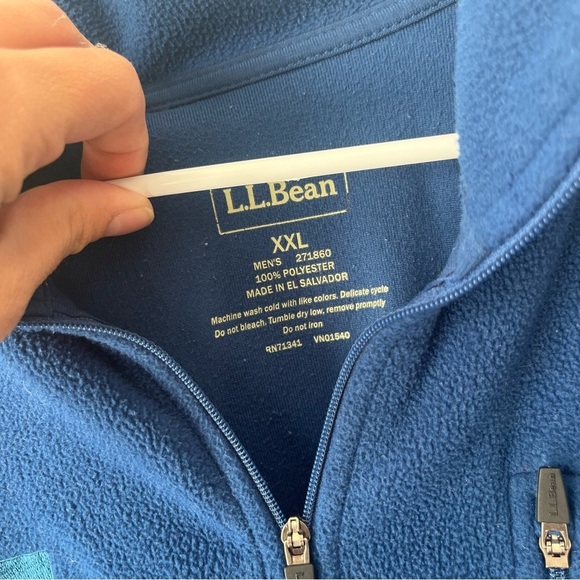 L.L.Bean
XXL
MEN'S 271860
100% POLYESTER
MADE IN EL SALVADOR
Machine wash cold with like colors. Delicate cycle
Do not bleach. Tumble dry low, remove promptly
Do not iron
RN71341 VN01540
L.L.Bean